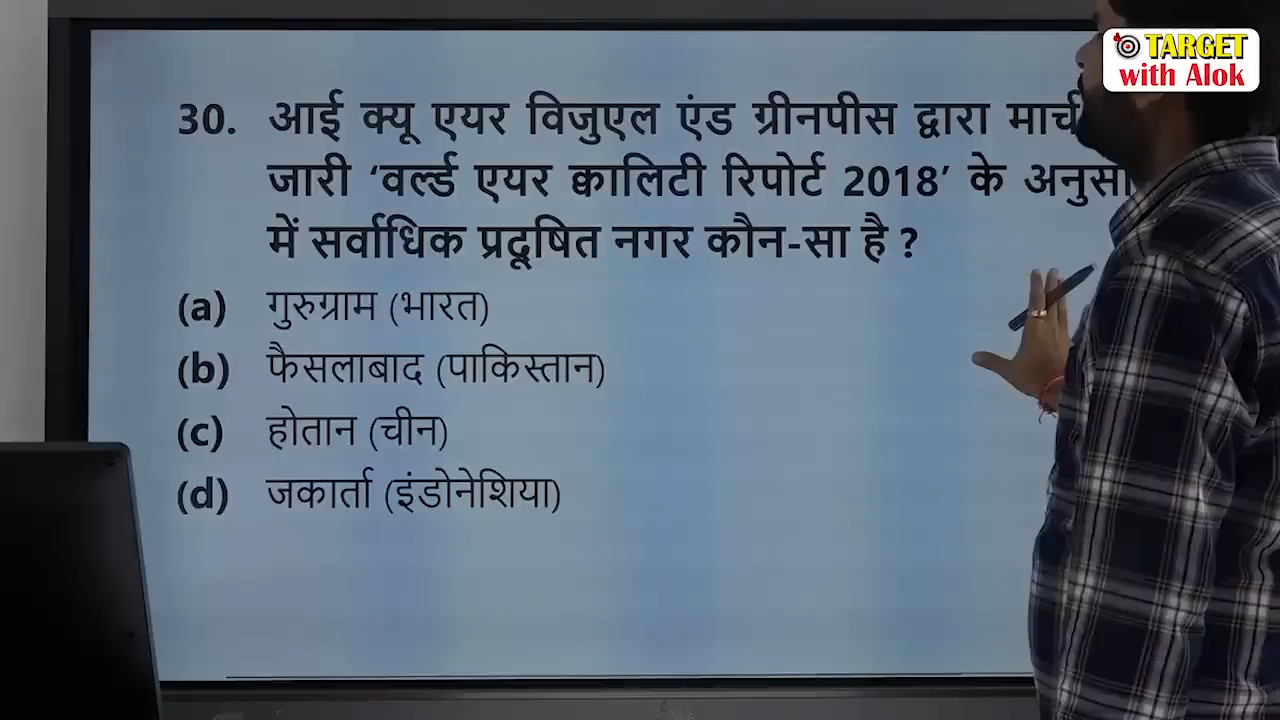 TARGET
with Alok
30. आई क्यू एयर विजुएल एंड ग्रीनपीस द्वारा मार्च
जारी ‘वर्ल्ड एयर क्वालिटी रिपोर्ट 2018’ के
में सर्वाधिक प्रदूषित नगर कौन-सा है ?
(a) गुरुग्राम (भारत)
(b) फैसलाबाद (पाकिस्तान)
(c) होतान (चीन)
(d) जकार्ता (इंडोनेशिया)